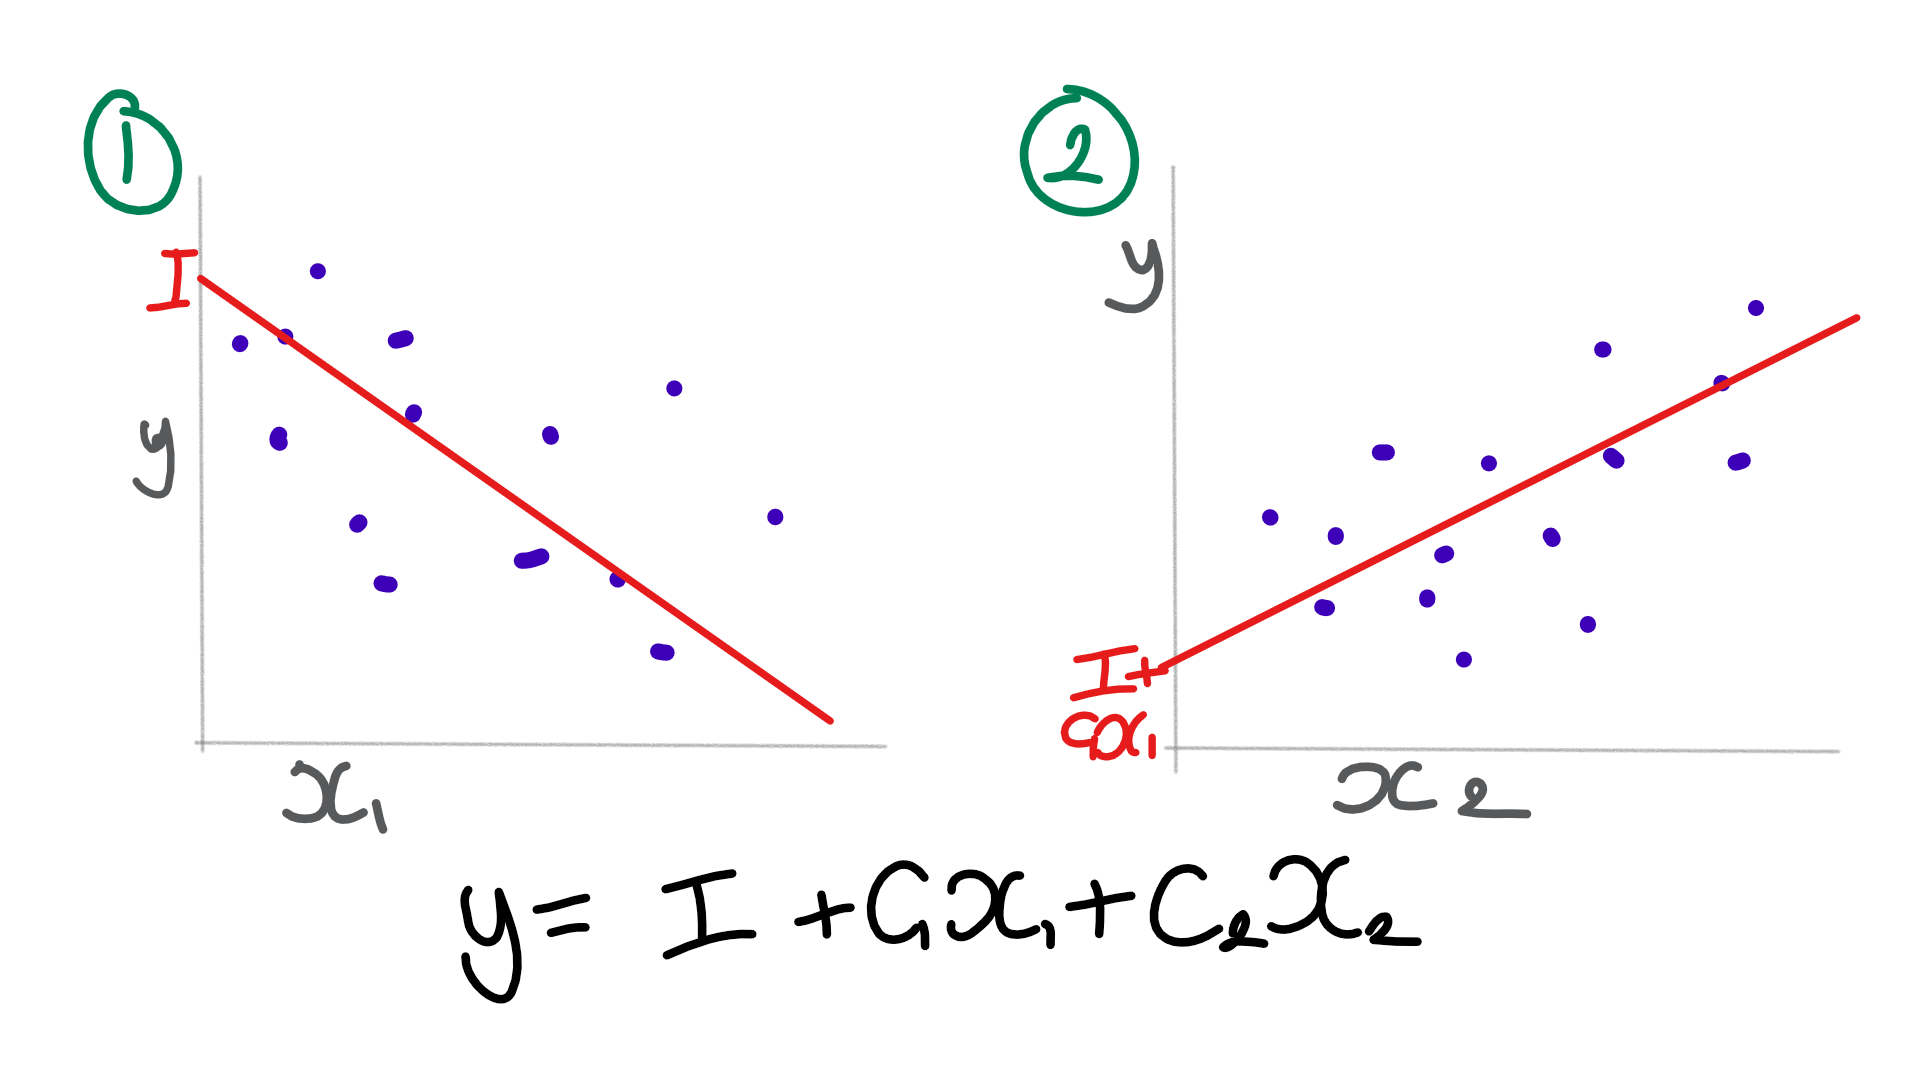 1
I
y
x₁
2
y
I+
C₁x₁
x₂
y = I + C₁x₁ + C₂x₂